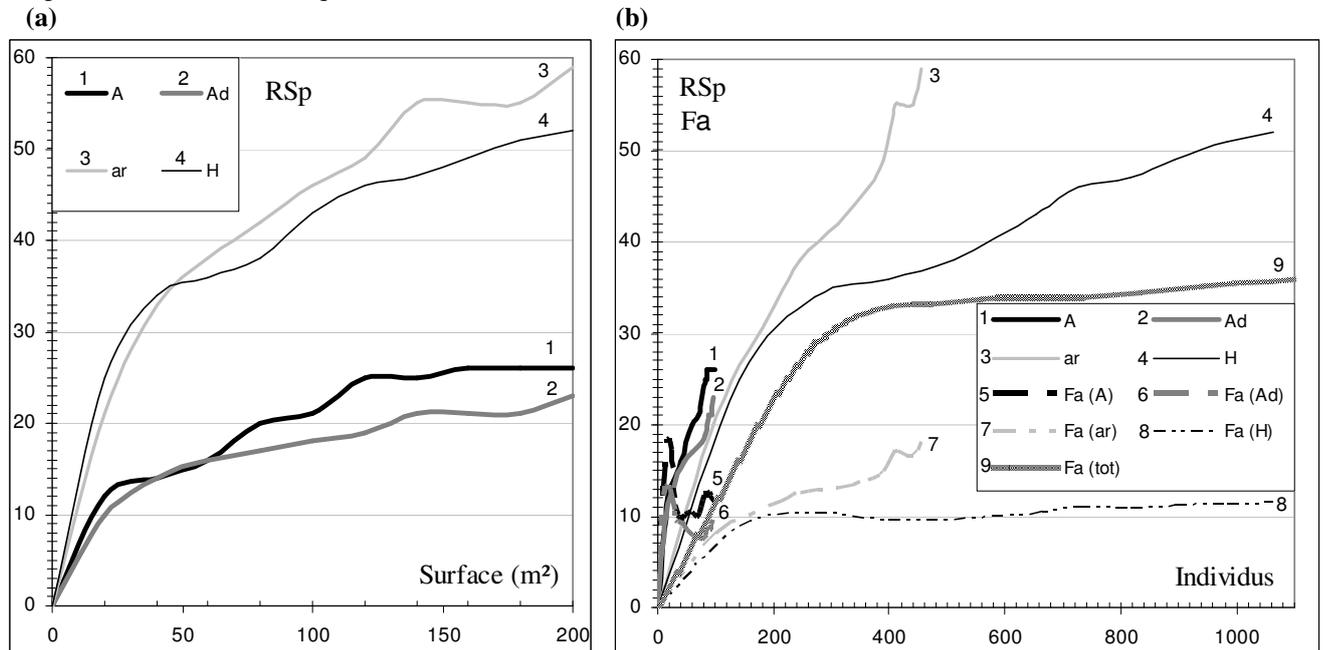 (a)
60
50
40
30
20
10
0
0 50 100 150 200
1 2
A Ad
3 4
ar H
RSp
3
4
1
2
Surface (m²)
(b)
60
50
40
30
20
10
0
0 200 400 600 800 1000
RSp
Fa
3
4
9
1
2
7
5
6
8
1 A 2 Ad
3 ar 4 H
5 Fa (A) 6 Fa (Ad)
7 Fa (ar) 8 Fa (H)
9 Fa (tot)
Individus